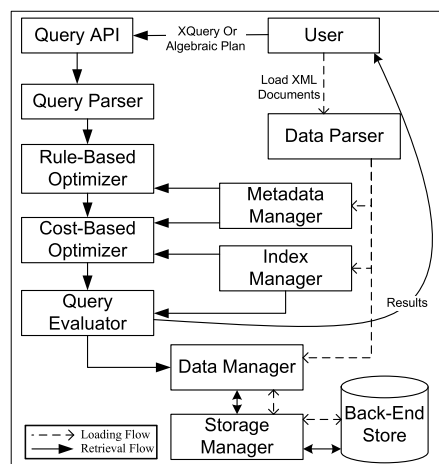 Query API
XQuery Or
Algebraic Plan
User
Load XML
Documents
Query Parser
Data Parser
Rule-Based
Optimizer
Metadata
Manager
Cost-Based
Optimizer
Index
Manager
Query
Evaluator
Results
Data Manager
Storage
Manager
Back-End
Store
Loading Flow
Retrieval Flow